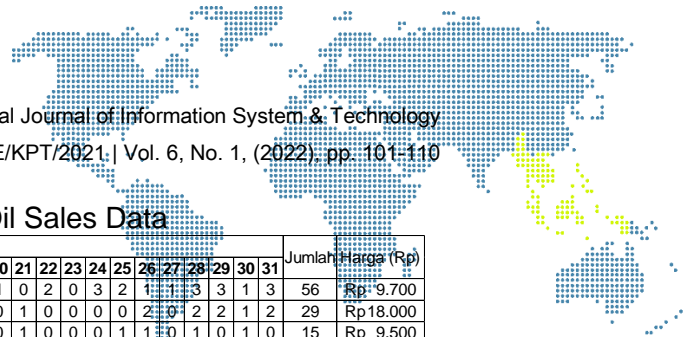 al Journal of Information System & Technology
E/KPT/2021 | Vol. 6, No. 1, (2022), pp. 101-110
Oil Sales Data
0 21 22 23 24 25 26 27 28 29 30 31 Jumlah Harga (Rp)
0 2 0 3 2 1 1 3 3 1 3 56 Rp 9.700
0 1 0 0 0 0 2 0 2 2 1 2 29 Rp18.000
0 1 0 0 0 1 1 0 1 0 1 0 15 Rp 9.500